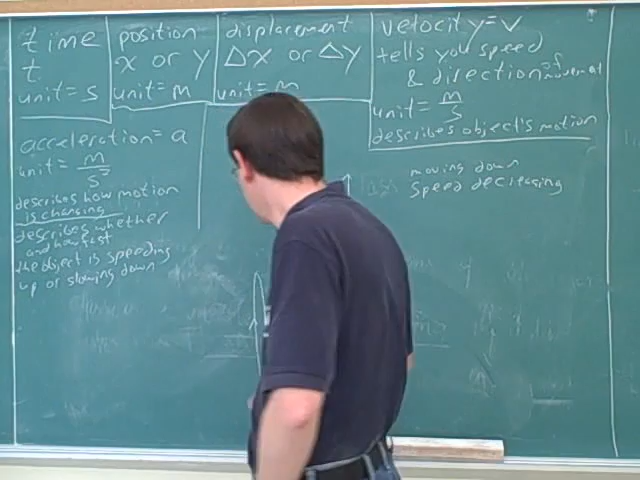 time
t
unit = s
position
x or y
unit = m
displacement
Δx or Δy
unit = m
velocity = v
tells you speed
& direction of movement
unit = m/s
describes object's motion
acceleration = a
unit = m/s²
describes how motion
is changing
describes whether
and how fast
the object is speeding
up or slowing down
moving down
speed decreasing